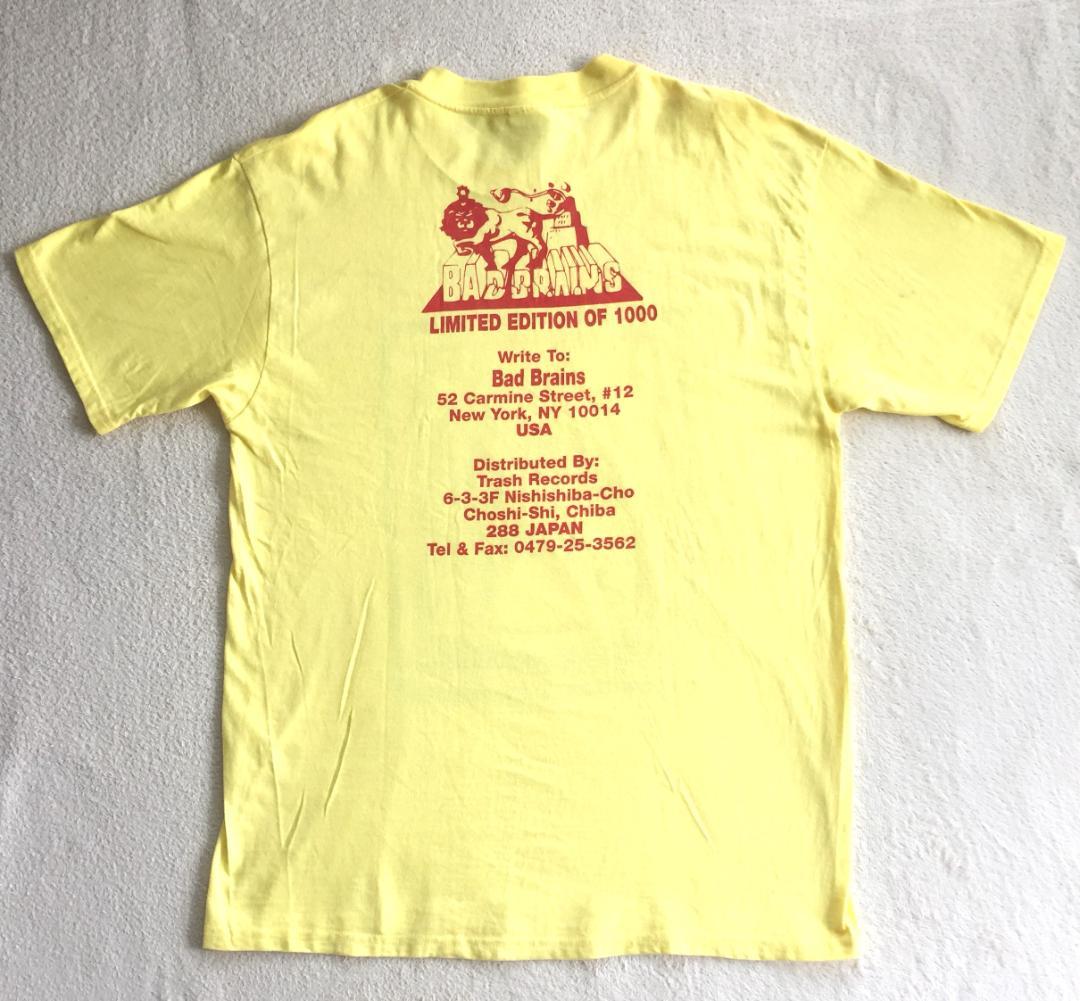 BAD BRAINS
LIMITED EDITION OF 1000
Write To:
Bad Brains
52 Carmine Street, #12
New York, NY 10014
USA
Distributed By:
Trash Records
6-3-3F Nishishiba-Cho
Choshi-Shi, Chiba
288 JAPAN
Tel & Fax: 0479-25-3562